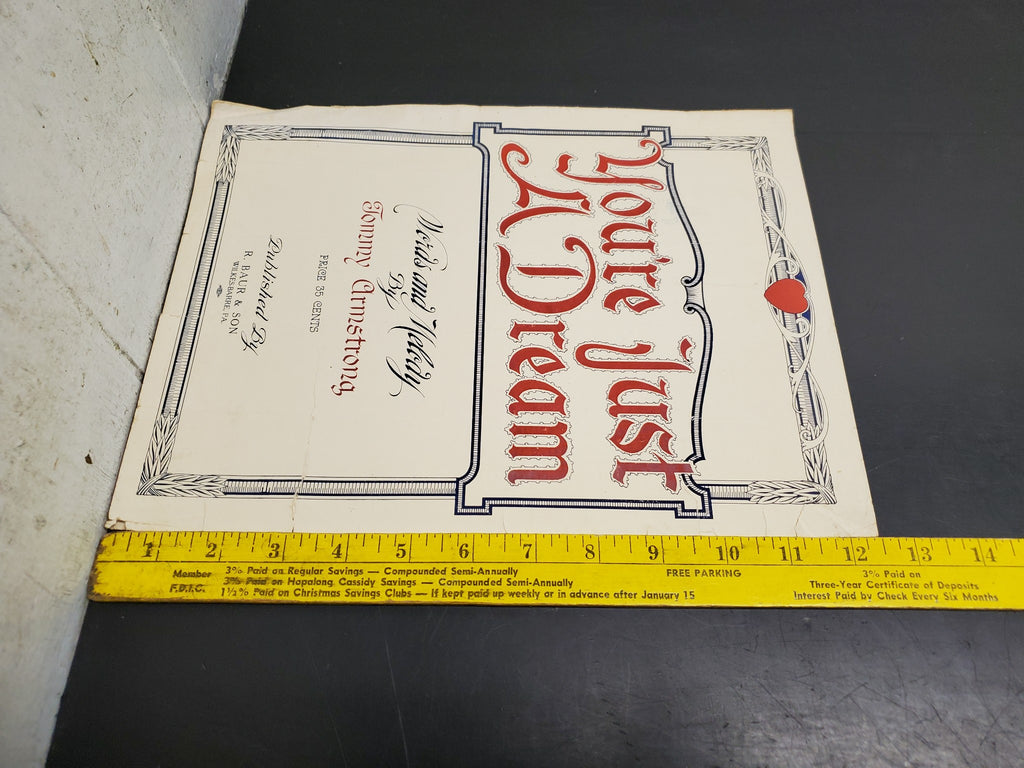 You're Just
A Dream
Words and Melody
By
Tommy Armstrong
PRICE 35 CENTS
Published By
R. BAUR & SON
WILKES-BARRE, PA
1 2 3 4 5 6 7 8 9 10 11 12 13 14
Member
F.D.I.C.
3% Paid on Regular Savings — Compounded Semi-Annually
3% Paid on Hopalong Cassidy Savings — Compounded Semi-Annually
1½% Paid on Christmas Savings Clubs — If kept paid up weekly or in advance after January 15
FREE PARKING
3% Paid on
Three-Year Certificate of Deposits
Interest Paid by Check Every Six Months